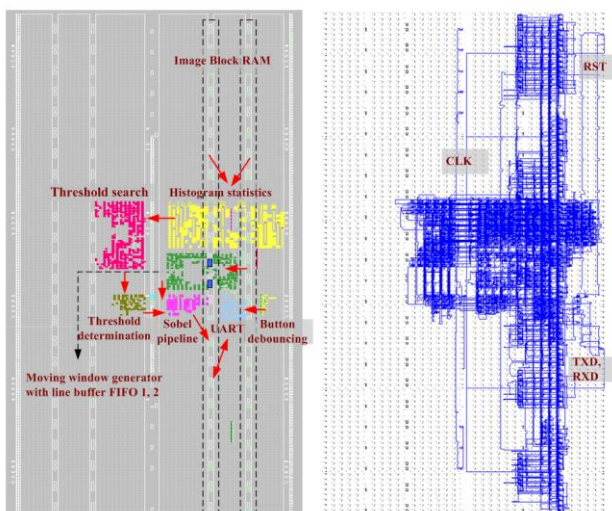 Image Block RAM
RST
CLK
Threshold search
Histogram statistics
Threshold
determination
Sobel
pipeline
UART
Button
debouncing
Moving window generator
with line buffer FIFO 1, 2
TXD,
RXD